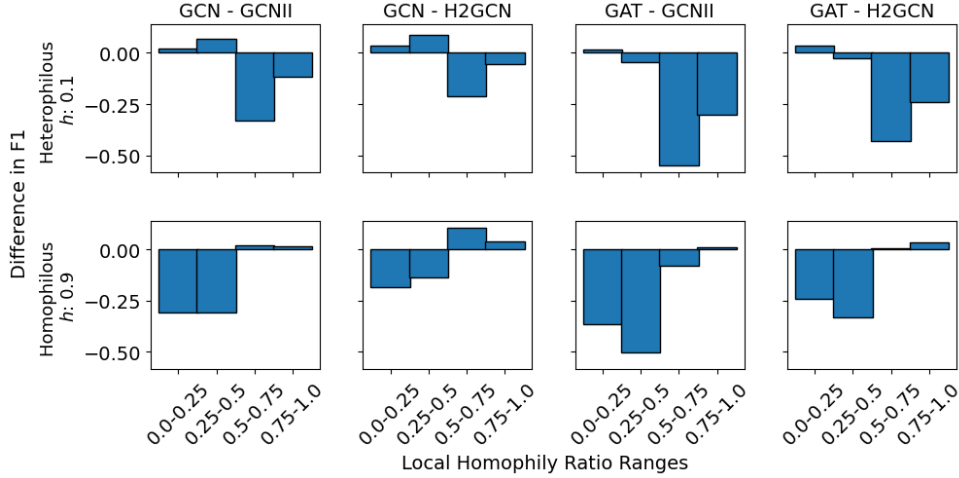 GCN - GCNII
GCN - H2GCN
GAT - GCNII
GAT - H2GCN
Difference in F1
Heterophilous
h: 0.1
0.00
−0.25
−0.50
Homophilous
h: 0.9
0.00
−0.25
−0.50
0.0-0.25
0.25-0.5
0.5-0.75
0.75-1.0
0.0-0.25
0.25-0.5
0.5-0.75
0.75-1.0
0.0-0.25
0.25-0.5
0.5-0.75
0.75-1.0
0.0-0.25
0.25-0.5
0.5-0.75
0.75-1.0
Local Homophily Ratio Ranges